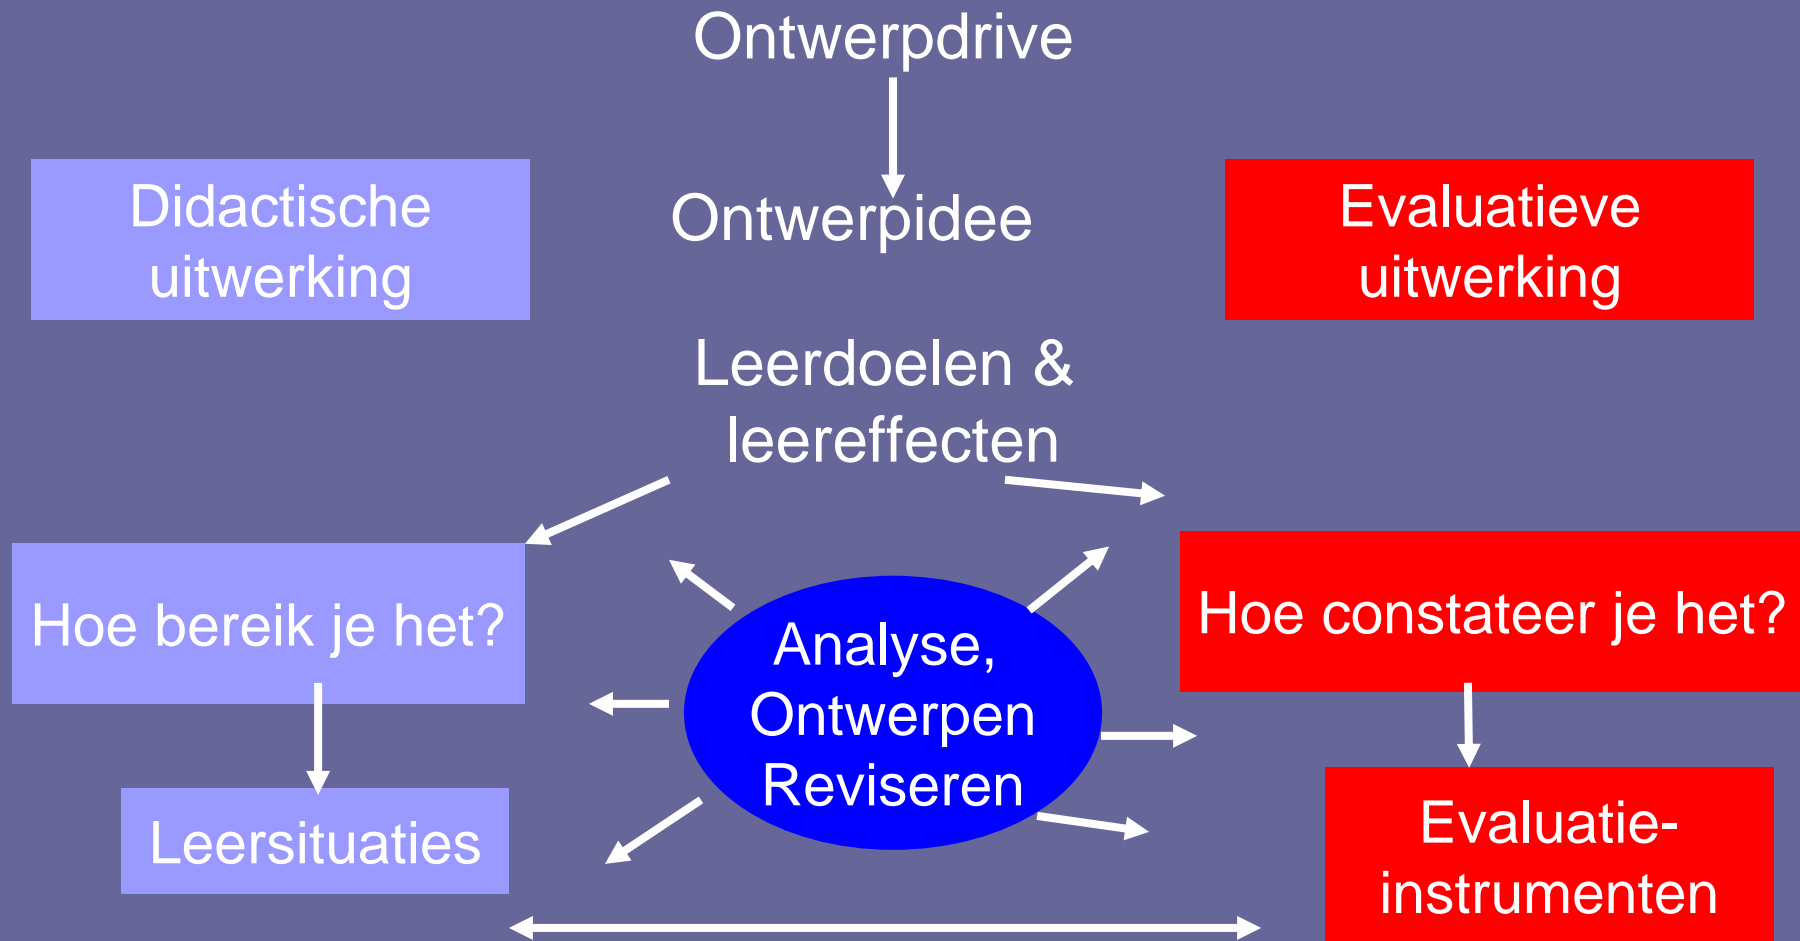 Ontwerpdrive
Didactische
uitwerking
Ontwerpidee
Evaluatieve
uitwerking
Leerdoelen &
leereffecten
Hoe bereik je het?
Hoe constateer je het?
Analyse,
Ontwerpen
Reviseren
Leersituaties
Evaluatie-
instrumenten